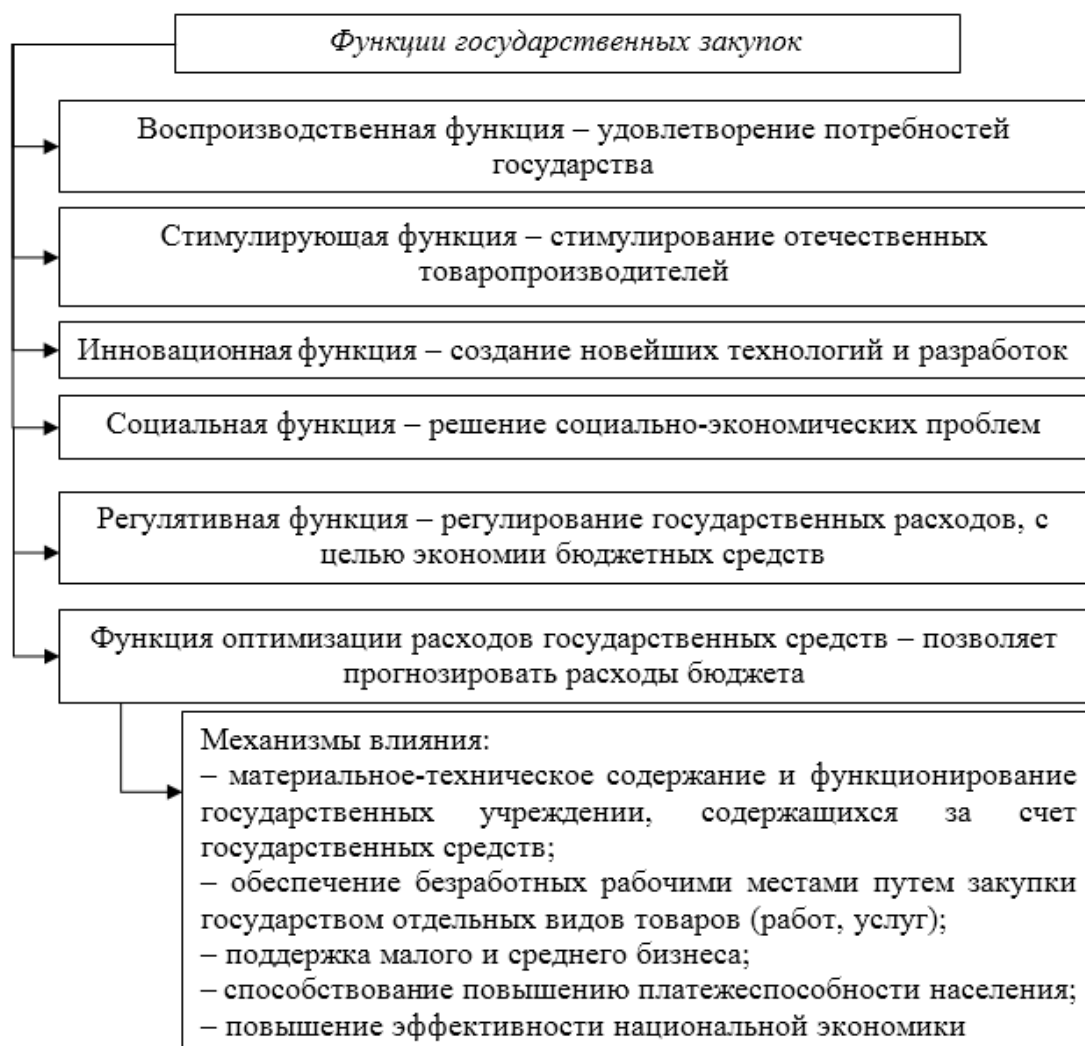 Функции государственных закупок
Воспроизводственная функция – удовлетворение потребностей
государства
Стимулирующая функция – стимулирование отечественных
товаропроизводителей
Инновационная функция – создание новейших технологий и разработок
Социальная функция – решение социально-экономических проблем
Регулятивная функция – регулирование государственных расходов, с
целью экономии бюджетных средств
Функция оптимизации расходов государственных средств – позволяет
прогнозировать расходы бюджета
Механизмы влияния:
– материальное-техническое содержание и функционирование
государственных учреждении, содержащихся за счет
государственных средств;
– обеспечение безработных рабочими местами путем закупки
государством отдельных видов товаров (работ, услуг);
– поддержка малого и среднего бизнеса;
– способствование повышению платежеспособности населения;
– повышение эффективности национальной экономики